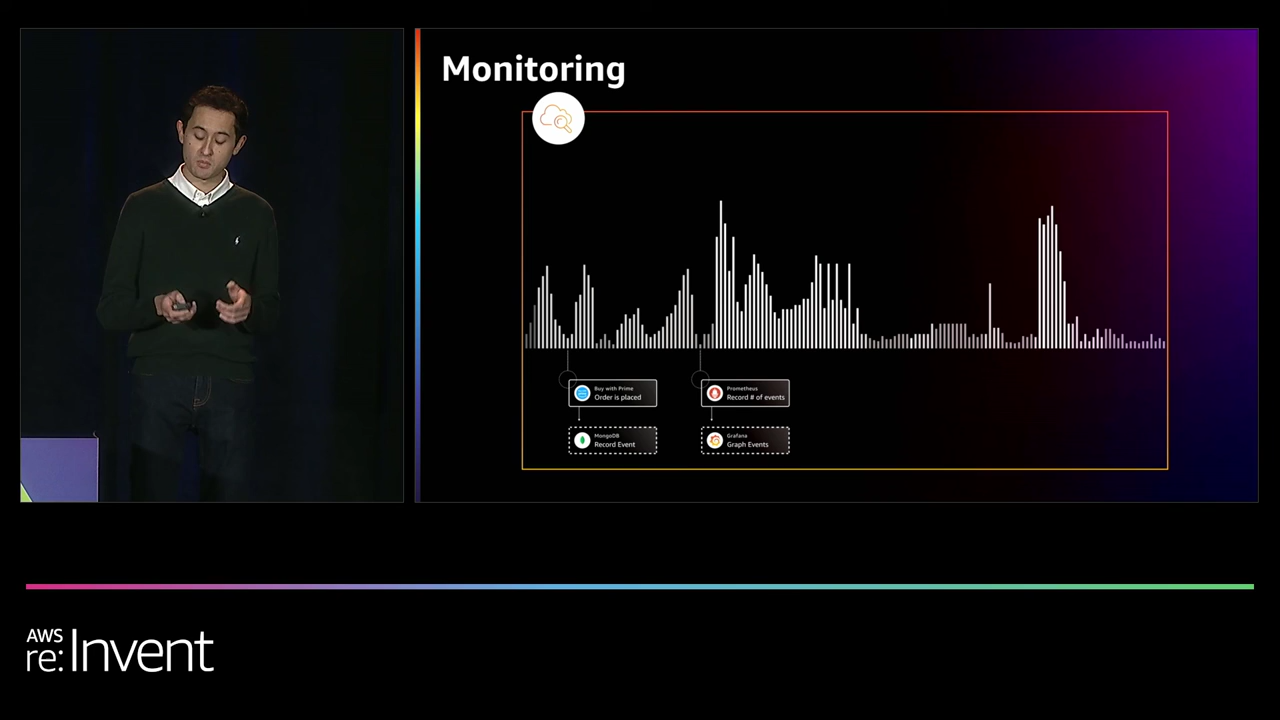 Monitoring
Buy with Prime
Order is placed
Prometheus
Record # of events
MongoDB
Record Event
Grafana
Graph Events
AWS
re:Invent